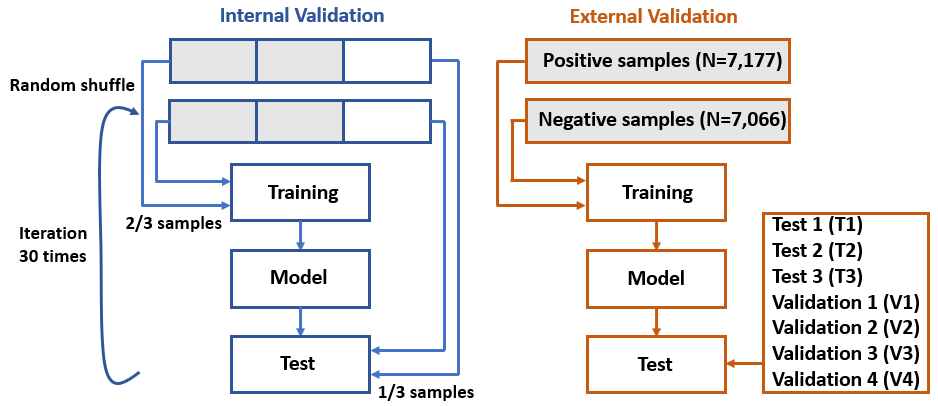 Internal Validation
Random shuffle
Training
2/3 samples
Iteration
30 times
Model
Test
1/3 samples
External Validation
Positive samples (N=7,177)
Negative samples (N=7,066)
Training
Model
Test
Test 1 (T1)
Test 2 (T2)
Test 3 (T3)
Validation 1 (V1)
Validation 2 (V2)
Validation 3 (V3)
Validation 4 (V4)